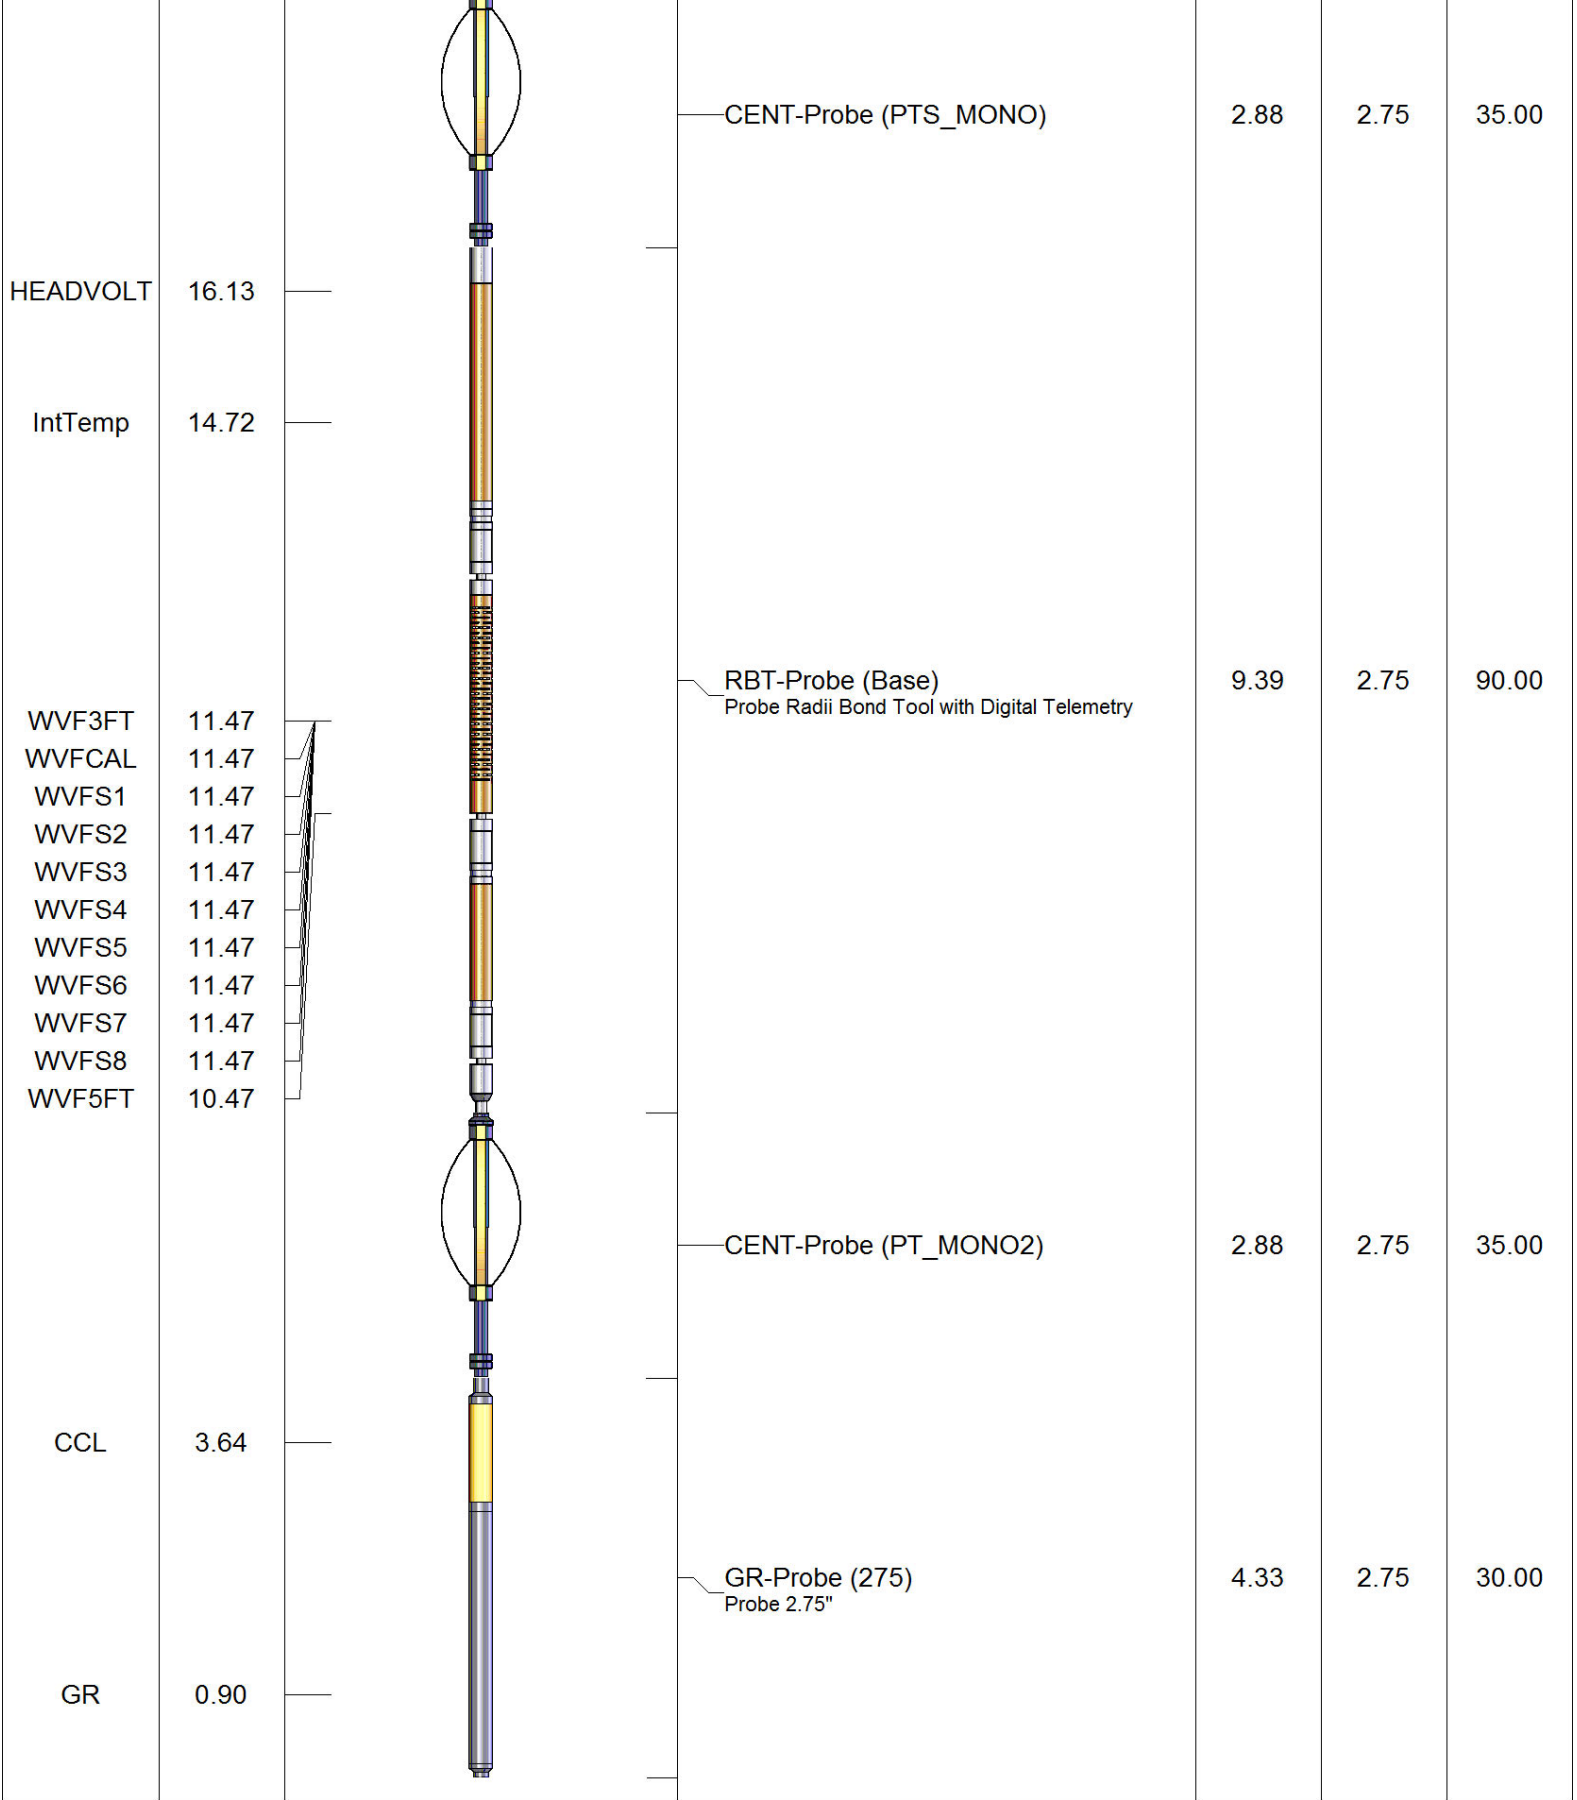 CENT-Probe (PTS_MONO) 2.88 2.75 35.00
HEADVOLT 16.13
IntTemp 14.72
RBT-Probe (Base) 9.39 2.75 90.00
Probe Radii Bond Tool with Digital Telemetry
WVF3FT 11.47
WVFCAL 11.47
WVFS1 11.47
WVFS2 11.47
WVFS3 11.47
WVFS4 11.47
WVFS5 11.47
WVFS6 11.47
WVFS7 11.47
WVFS8 11.47
WVF5FT 10.47
CENT-Probe (PT_MONO2) 2.88 2.75 35.00
CCL 3.64
GR-Probe (275) 4.33 2.75 30.00
Probe 2.75"
GR 0.90